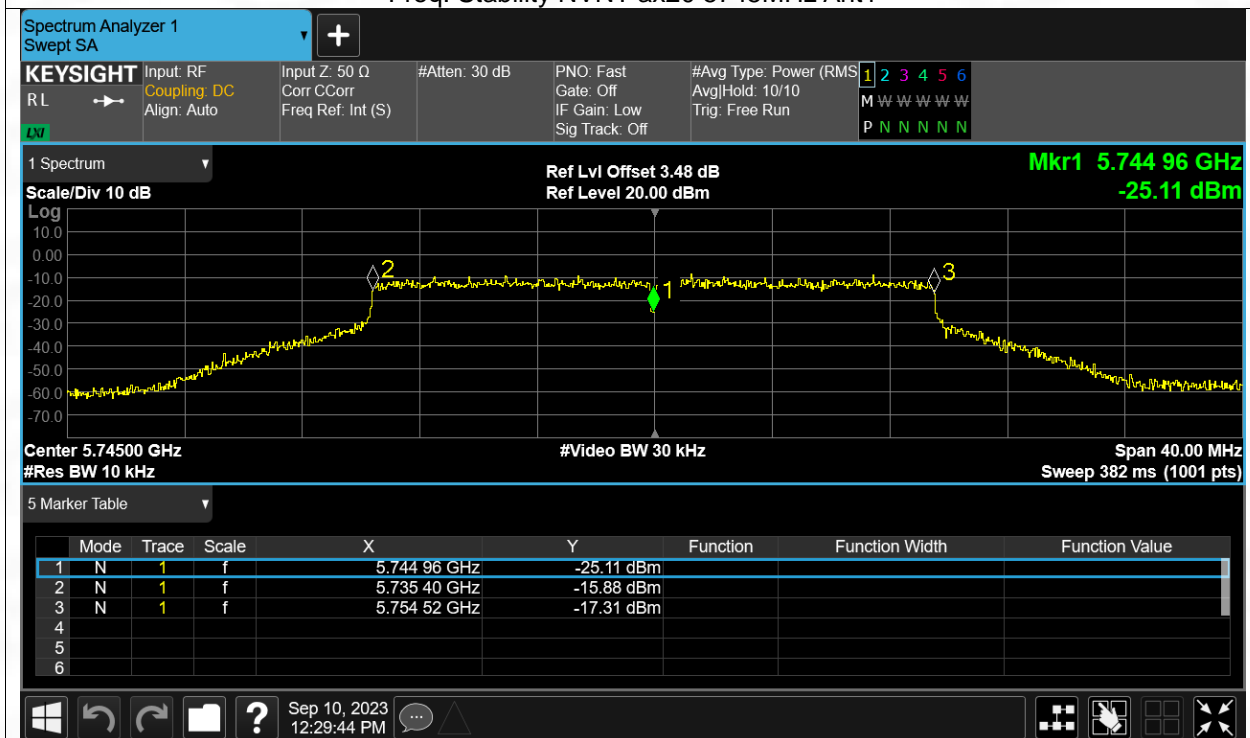 Freq. Stability NVNT ax20 5745MHz Ant1
Spectrum Analyzer 1
Swept SA
+
KEYSIGHT Input: RF Input Z: 50 Ω #Atten: 30 dB PNO: Fast #Avg Type: Power (RMS 1 2 3 4 5 6
RL Coupling: DC Corr CCorr Gate: Off Avg|Hold: 10/10 M W W W W W
Align: Auto Freq Ref: Int (S) IF Gain: Low Trig: Free Run
LXI Sig Track: Off P N N N N N
1 Spectrum Ref Lvl Offset 3.48 dB Mkr1 5.744 96 GHz
Scale/Div 10 dB Ref Level 20.00 dBm -25.11 dBm
Log
10.0
0.00
-10.0 2 3
-20.0 1
-30.0
-40.0
-50.0
-60.0
-70.0
Center 5.74500 GHz #Video BW 30 kHz Span 40.00 MHz
#Res BW 10 kHz Sweep 382 ms (1001 pts)
5 Marker Table
Mode Trace Scale X Y Function Function Width Function Value
1 N 1 f 5.744 96 GHz -25.11 dBm
2 N 1 f 5.735 40 GHz -15.88 dBm
3 N 1 f 5.754 52 GHz -17.31 dBm
4
5
6
? Sep 10, 2023
12:29:44 PM